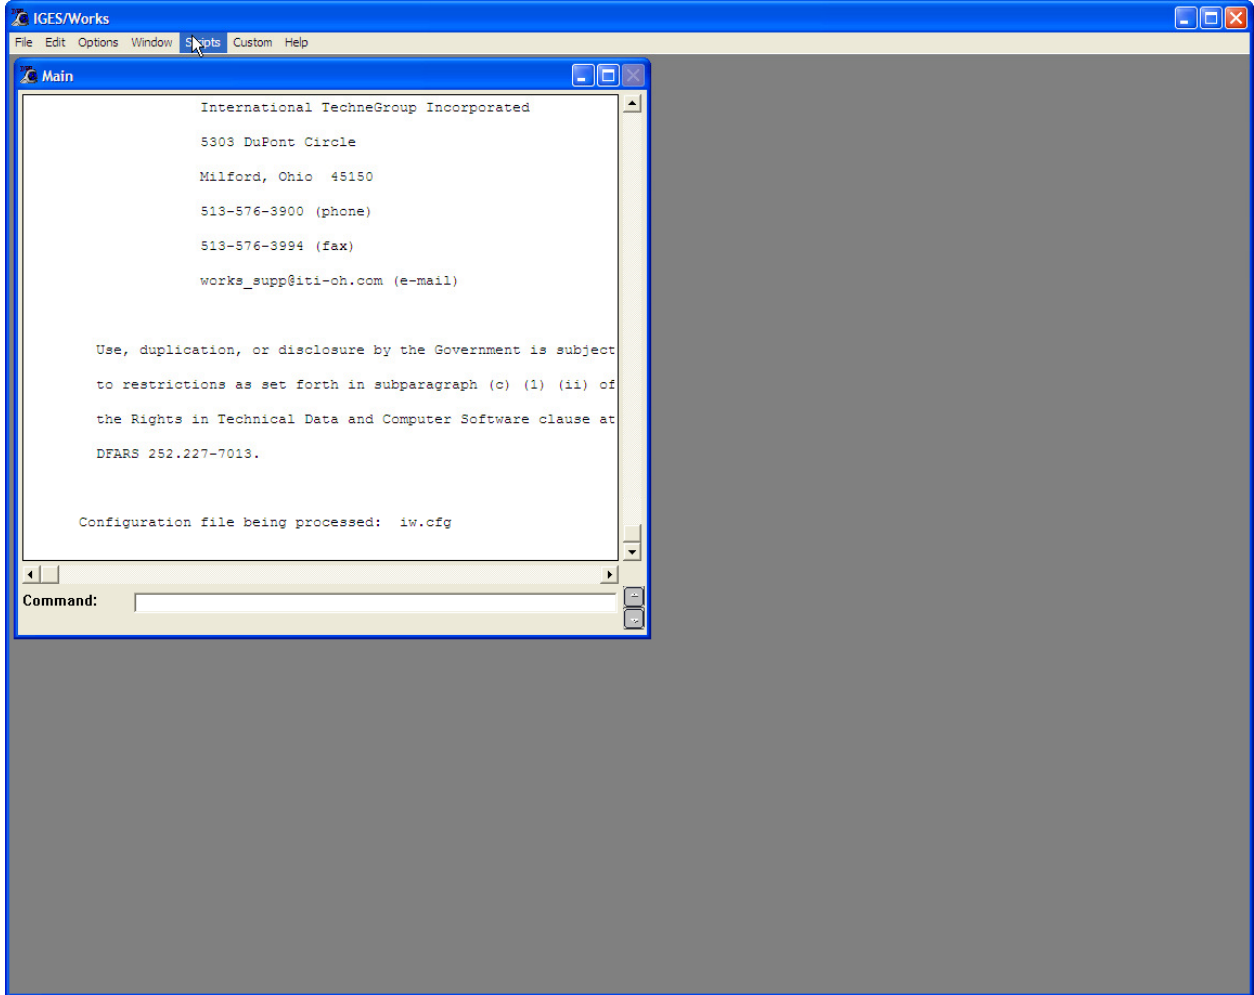 IGES/Works
File Edit Options Window Scripts Custom Help
Main
International TechneGroup Incorporated
5303 DuPont Circle
Milford, Ohio 45150
513-576-3900 (phone)
513-576-3994 (fax)
works_supp@iti-oh.com (e-mail)
Use, duplication, or disclosure by the Government is subject
to restrictions as set forth in subparagraph (c) (1) (ii) of
the Rights in Technical Data and Computer Software clause at
DFARS 252.227-7013.
Configuration file being processed: iw.cfg
Command: